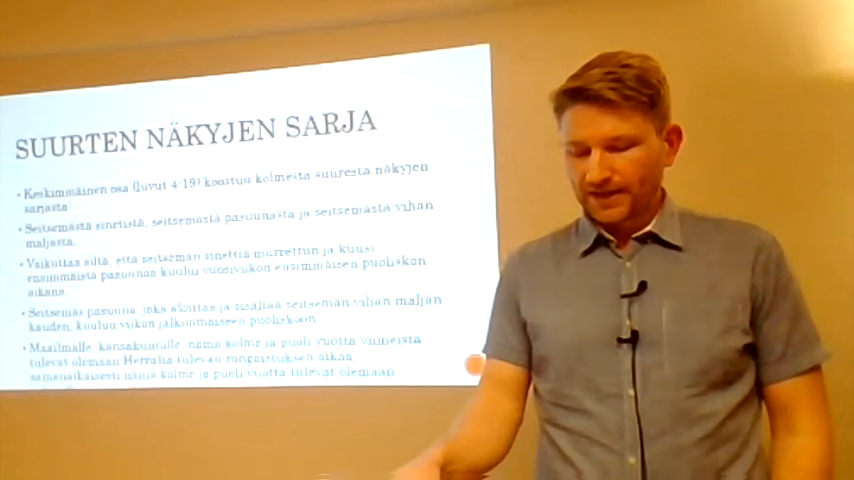 SUURTEN NÄKYJEN SARJA
• Keskimmäinen osa (luvut 4-19) koostuu kolmesta suuresta näkyjen
sarjasta.
• Seitsemästä sinetistä, seitsemästä pasuunasta ja seitsemästä vihan
maljasta.
• Vaikuttaa siltä, että seitsemän sinettiä murrettiin ja kuusi
ensimmäistä pasuunaa kuului vuosiviikon ensimmäisen puoliskon
aikana.
• Seitsemäs pasuuna, joka aloittaa ja sisältää seitsemän vihan maljan
kauden, kuuluu viikon jälkimmäiseen puoliskoon.
• Maailmalle, kansakunnille, nämä kolme ja puoli vuotta viimeistä
tulevat olemaan Herralta tulevan rangaistuksen aikaa
samanaikaisesti nämä kolme ja puoli vuotta tulevat olemaan